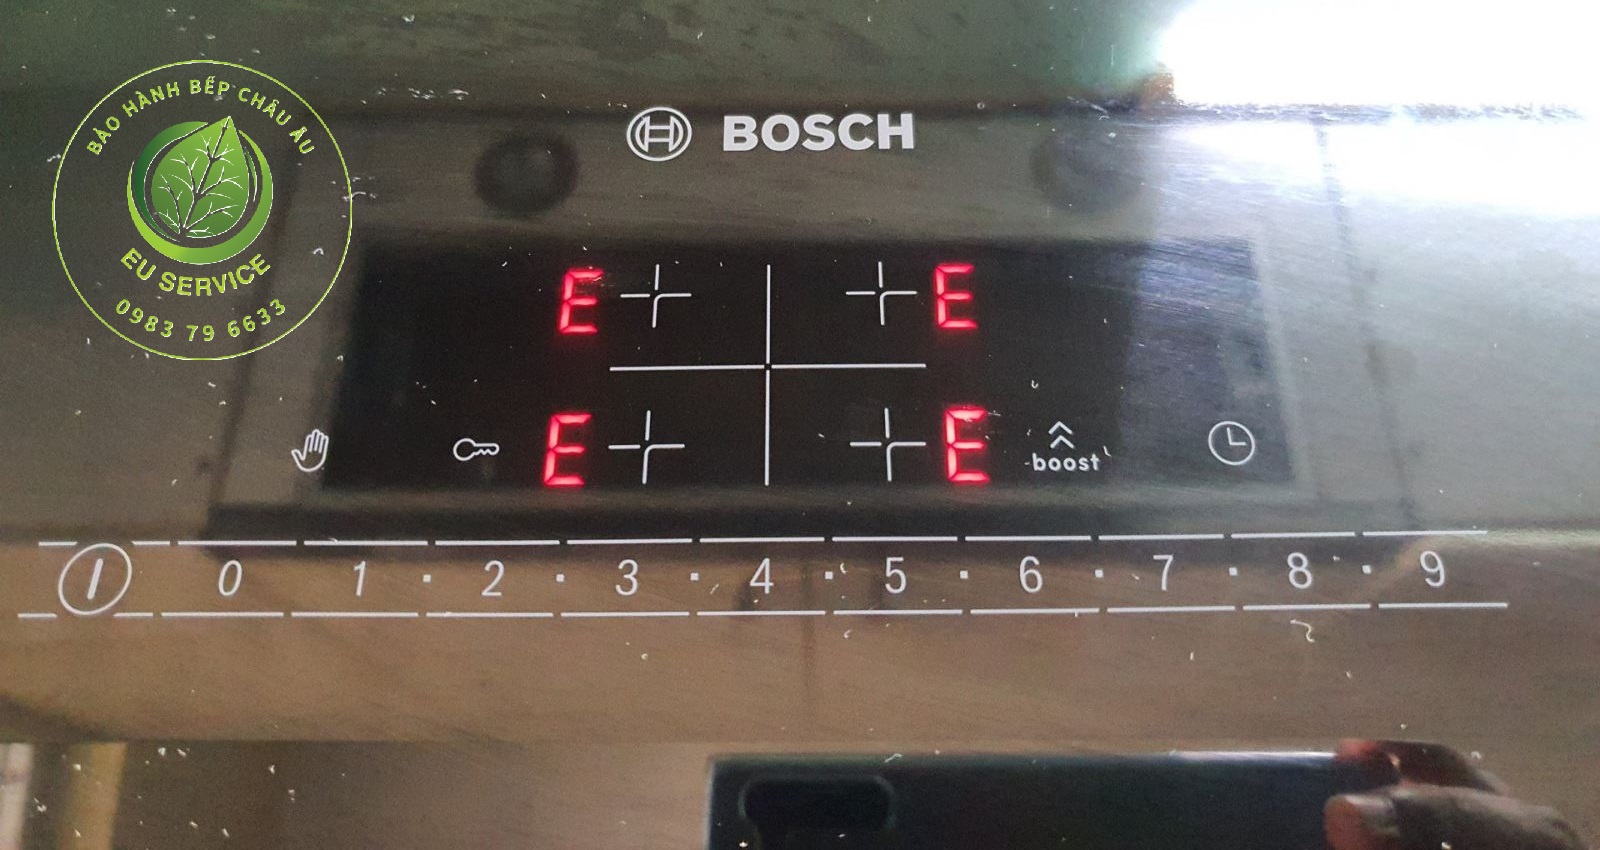 BẢO HÀNH BẾP CHÂU ÂU
EU SERVICE
0983 79 6633
BOSCH
E E
E E
boost
0 1 · 2 · 3 · 4 · 5 · 6 · 7 · 8 · 9